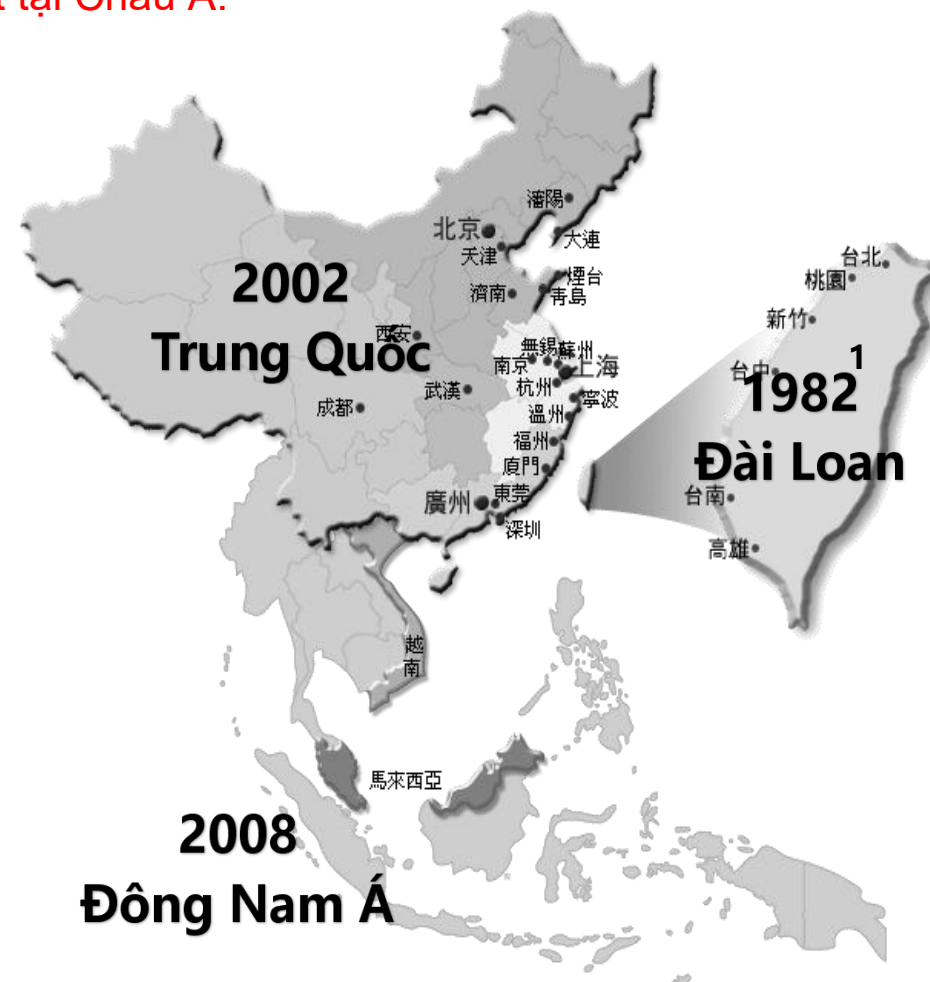 t tại Châu Á.
瀋陽
北京
大連
天津
煙台
濟南
青島
2002
Trung Quốc
西安
無錫
蘇州
南京
上海
杭州
武漢
寧波
成都
溫州
福州
廈門
東莞
廣州
深圳
台北
桃園
新竹
台中
1
1982
Đài Loan
台南
高雄
越
南
馬來西亞
2008
Đông Nam Á